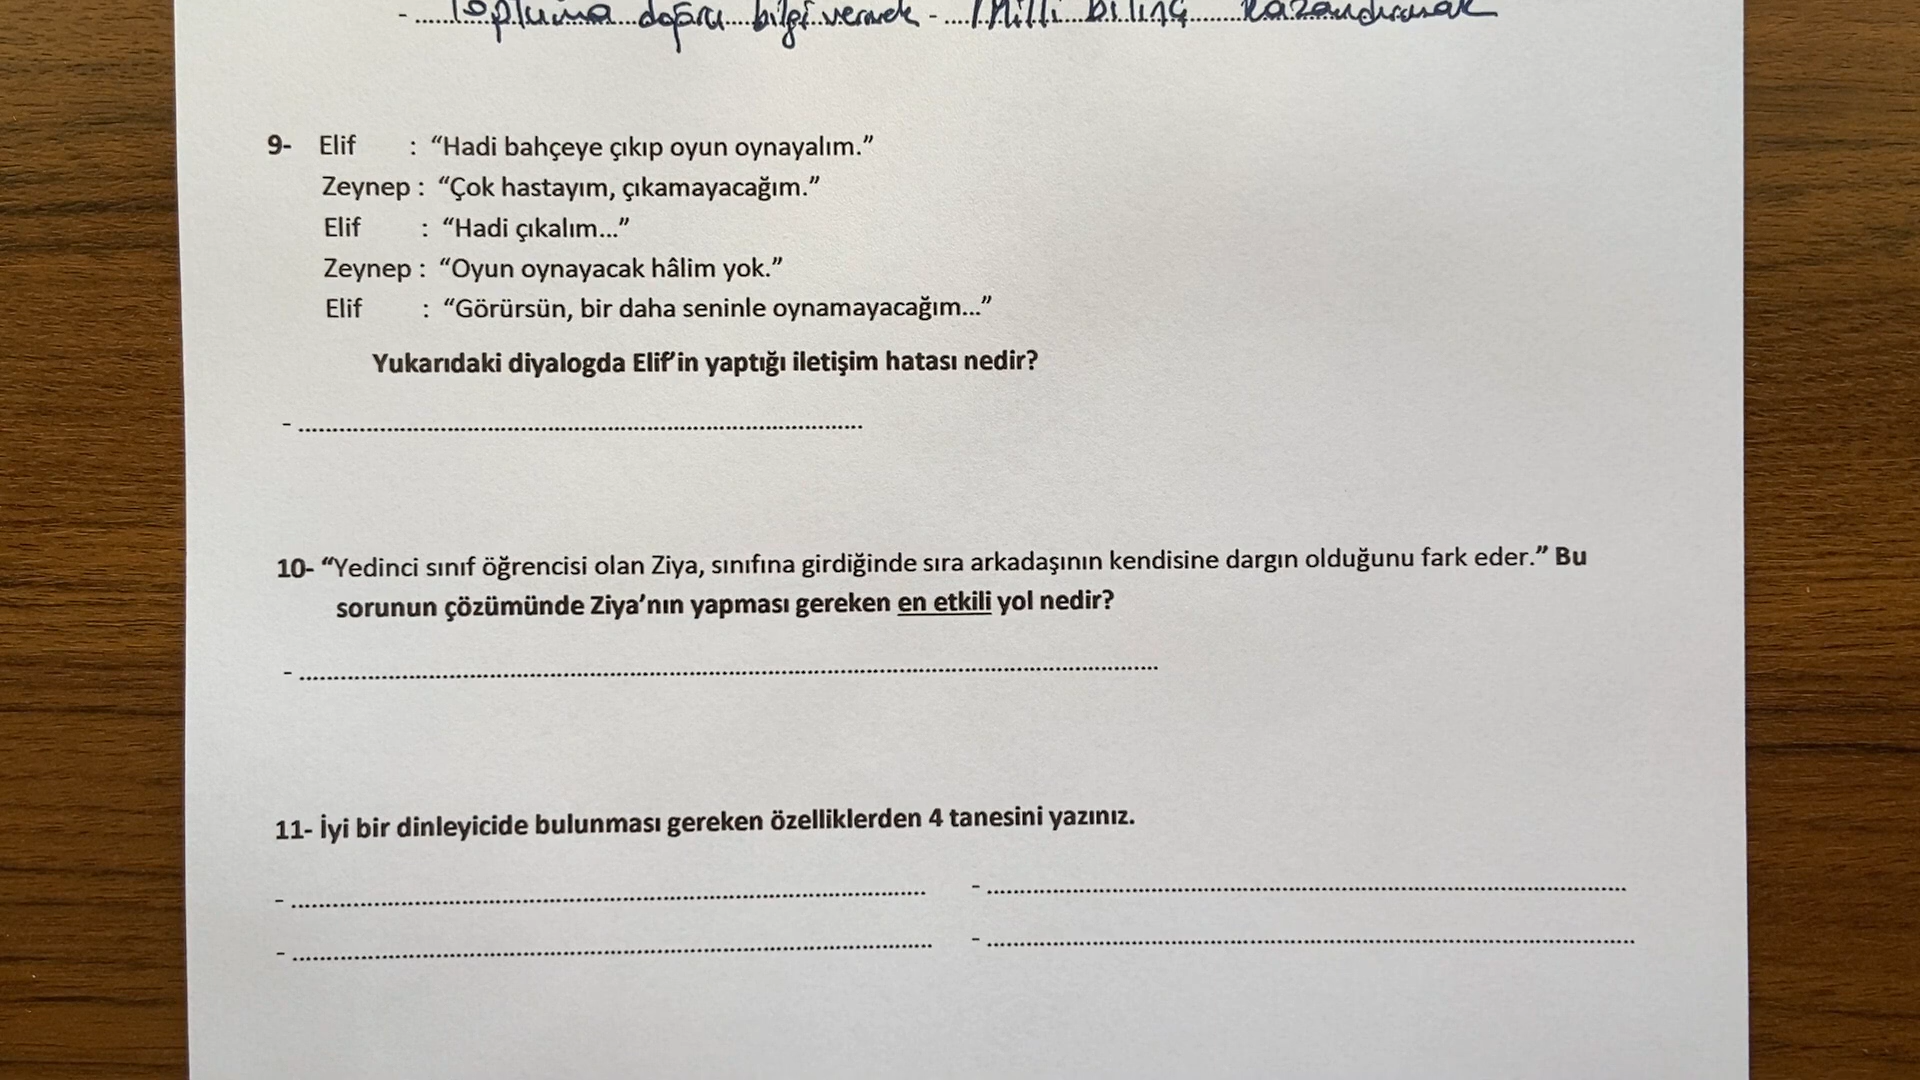 - ......Topluma...doğru....bilgi vermek - ....Milli...bilinç.......kazandırmak
9- Elif : “Hadi bahçeye çıkıp oyun oynayalım.”
Zeynep : “Çok hastayım, çıkamayacağım.”
Elif : “Hadi çıkalım...”
Zeynep : “Oyun oynayacak hâlim yok.”
Elif : “Görürsün, bir daha seninle oynamayacağım...”
Yukarıdaki diyalogda Elif’in yaptığı iletişim hatası nedir?
- ................................................
10- “Yedinci sınıf öğrencisi olan Ziya, sınıfına girdiğinde sıra arkadaşının kendisine dargın olduğunu fark eder.” Bu
sorunun çözümünde Ziya’nın yapması gereken en etkili yol nedir?
- ................................................
11- İyi bir dinleyicide bulunması gereken özelliklerden 4 tanesini yazınız.
- ................................................ - ................................................
- ................................................ - ................................................